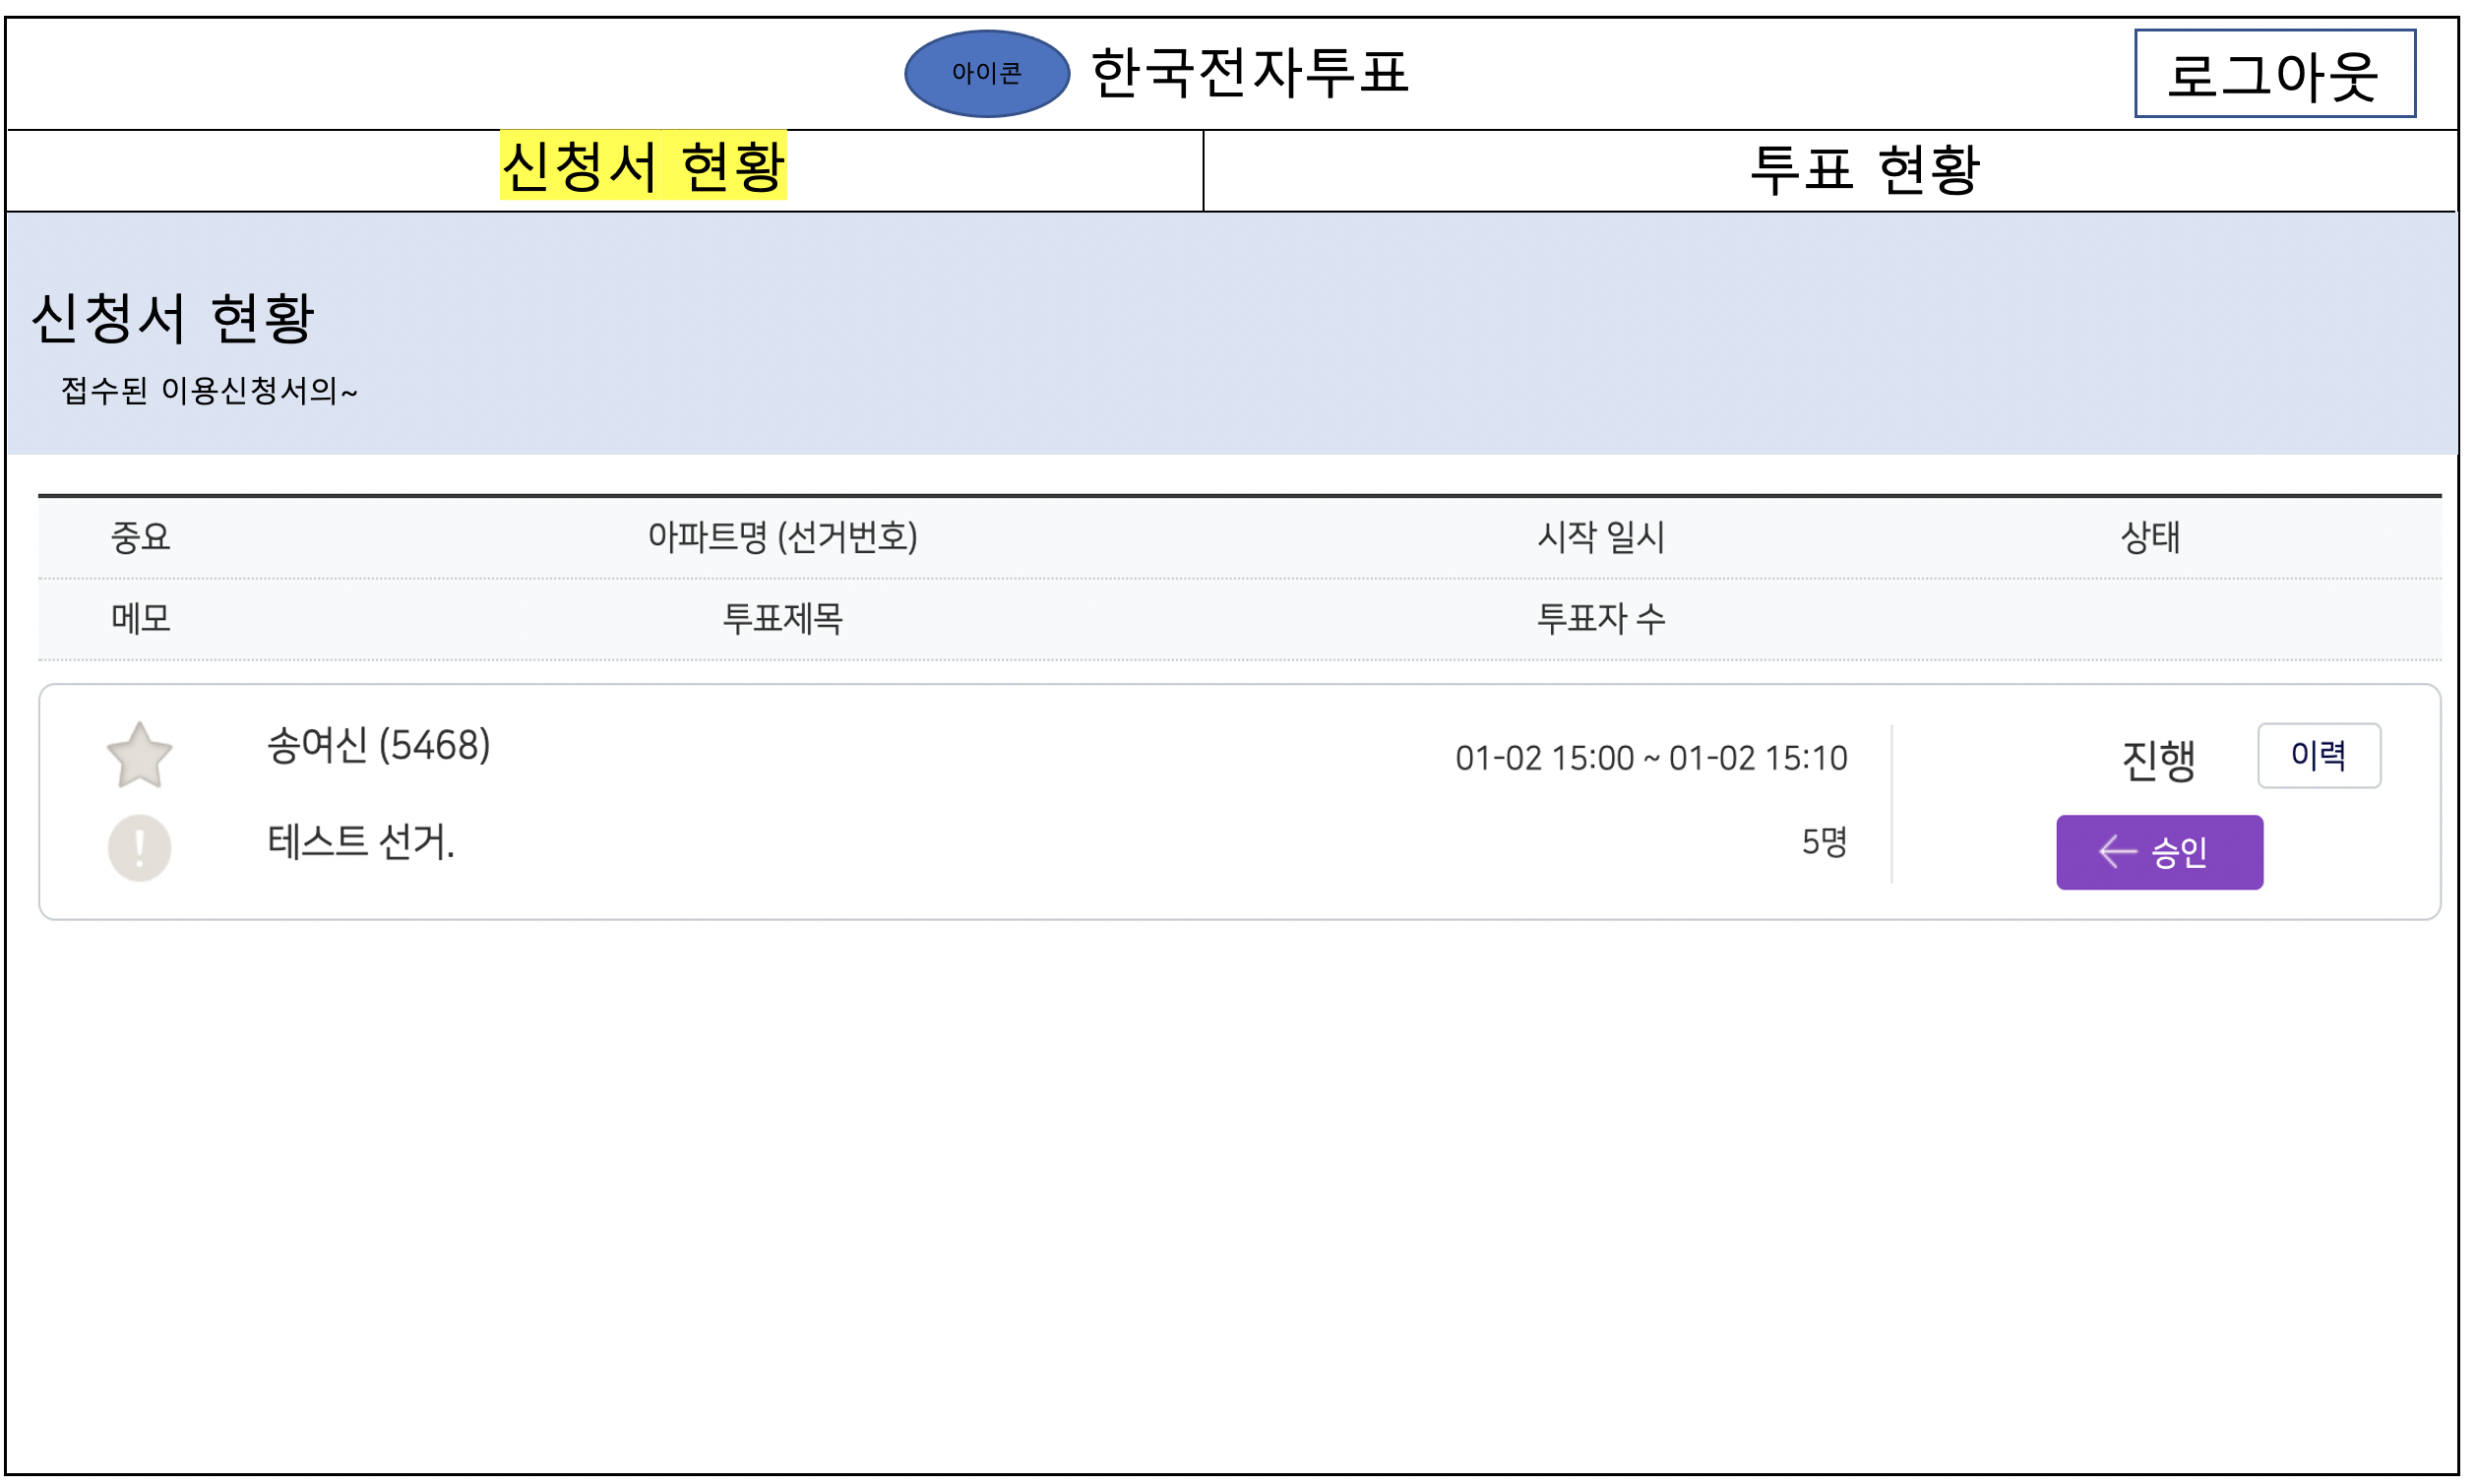 아이콘 한국전자투표 로그아웃
신청서 현황 투표 현황
신청서 현황
접수된 이용신청서의~
중요 아파트명 (선거번호) 시작 일시 상태
메모 투표제목 투표자 수
송여신 (5468) 01-02 15:00 ~ 01-02 15:10 진행 이력
테스트 선거. 5명 승인